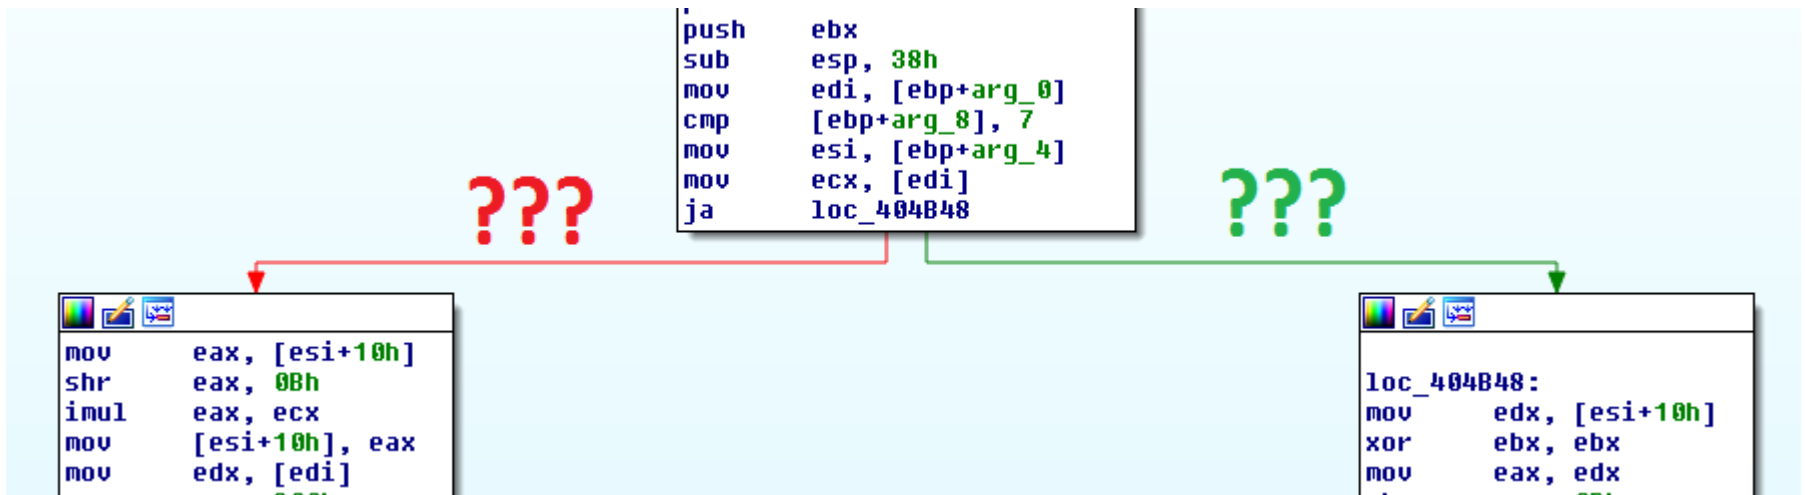 push ebx
sub esp, 38h
mov edi, [ebp+arg_0]
cmp [ebp+arg_8], 7
mov esi, [ebp+arg_4]
mov ecx, [edi]
ja loc_404B48
???
???
mov eax, [esi+10h]
shr eax, 0Bh
imul eax, ecx
mov [esi+10h], eax
mov edx, [edi]
loc_404B48:
mov edx, [esi+10h]
xor ebx, ebx
mov eax, edx